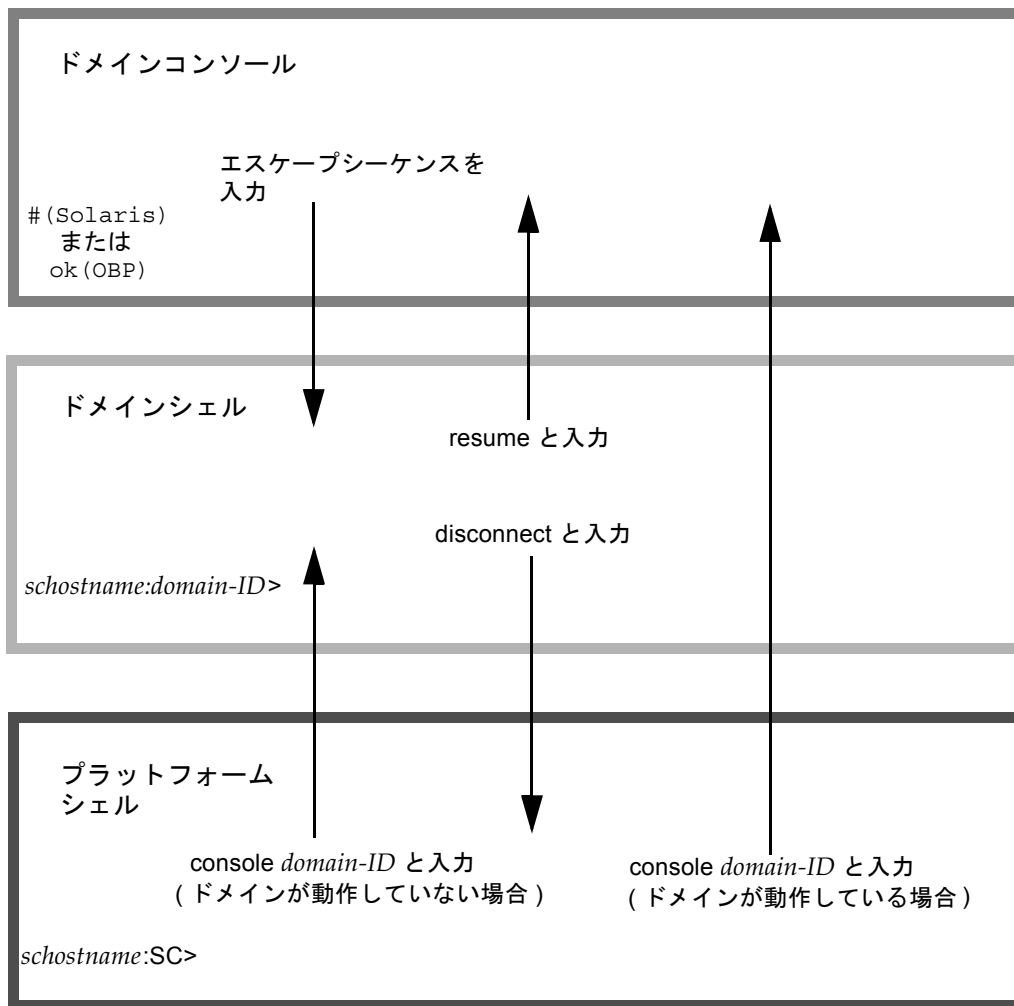 ドメインコンソール
エスケープシーケンスを
入力
#(Solaris)
または
ok(OBP)
ドメインシェル
resume と入力
disconnect と入力
schostname:domain-ID>
プラットフォーム
シェル
console domain-ID と入力
( ドメインが動作していない場合 )
console domain-ID と入力
( ドメインが動作している場合 )
schostname:SC>